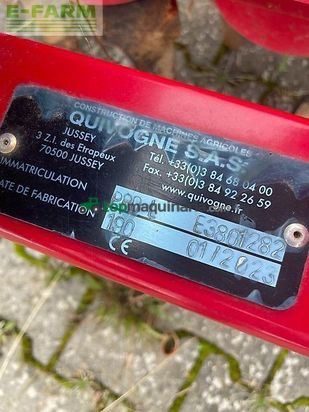 E-FARM
CONSTRUCTION DE MACHINES AGRICOLES
QUIVOGNE S.A.S.
JUSSEY
3 Z.I. des Etrapeux
70500 JUSSEY
Tél. +33(0)3 84 68 04 00
Fax. +33(0)3 84 92 26 59
www.quivogne.fr
IMMATRICULATION E3801282
DATE DE FABRICATION 190 01/2023
CE
topmaquinaria